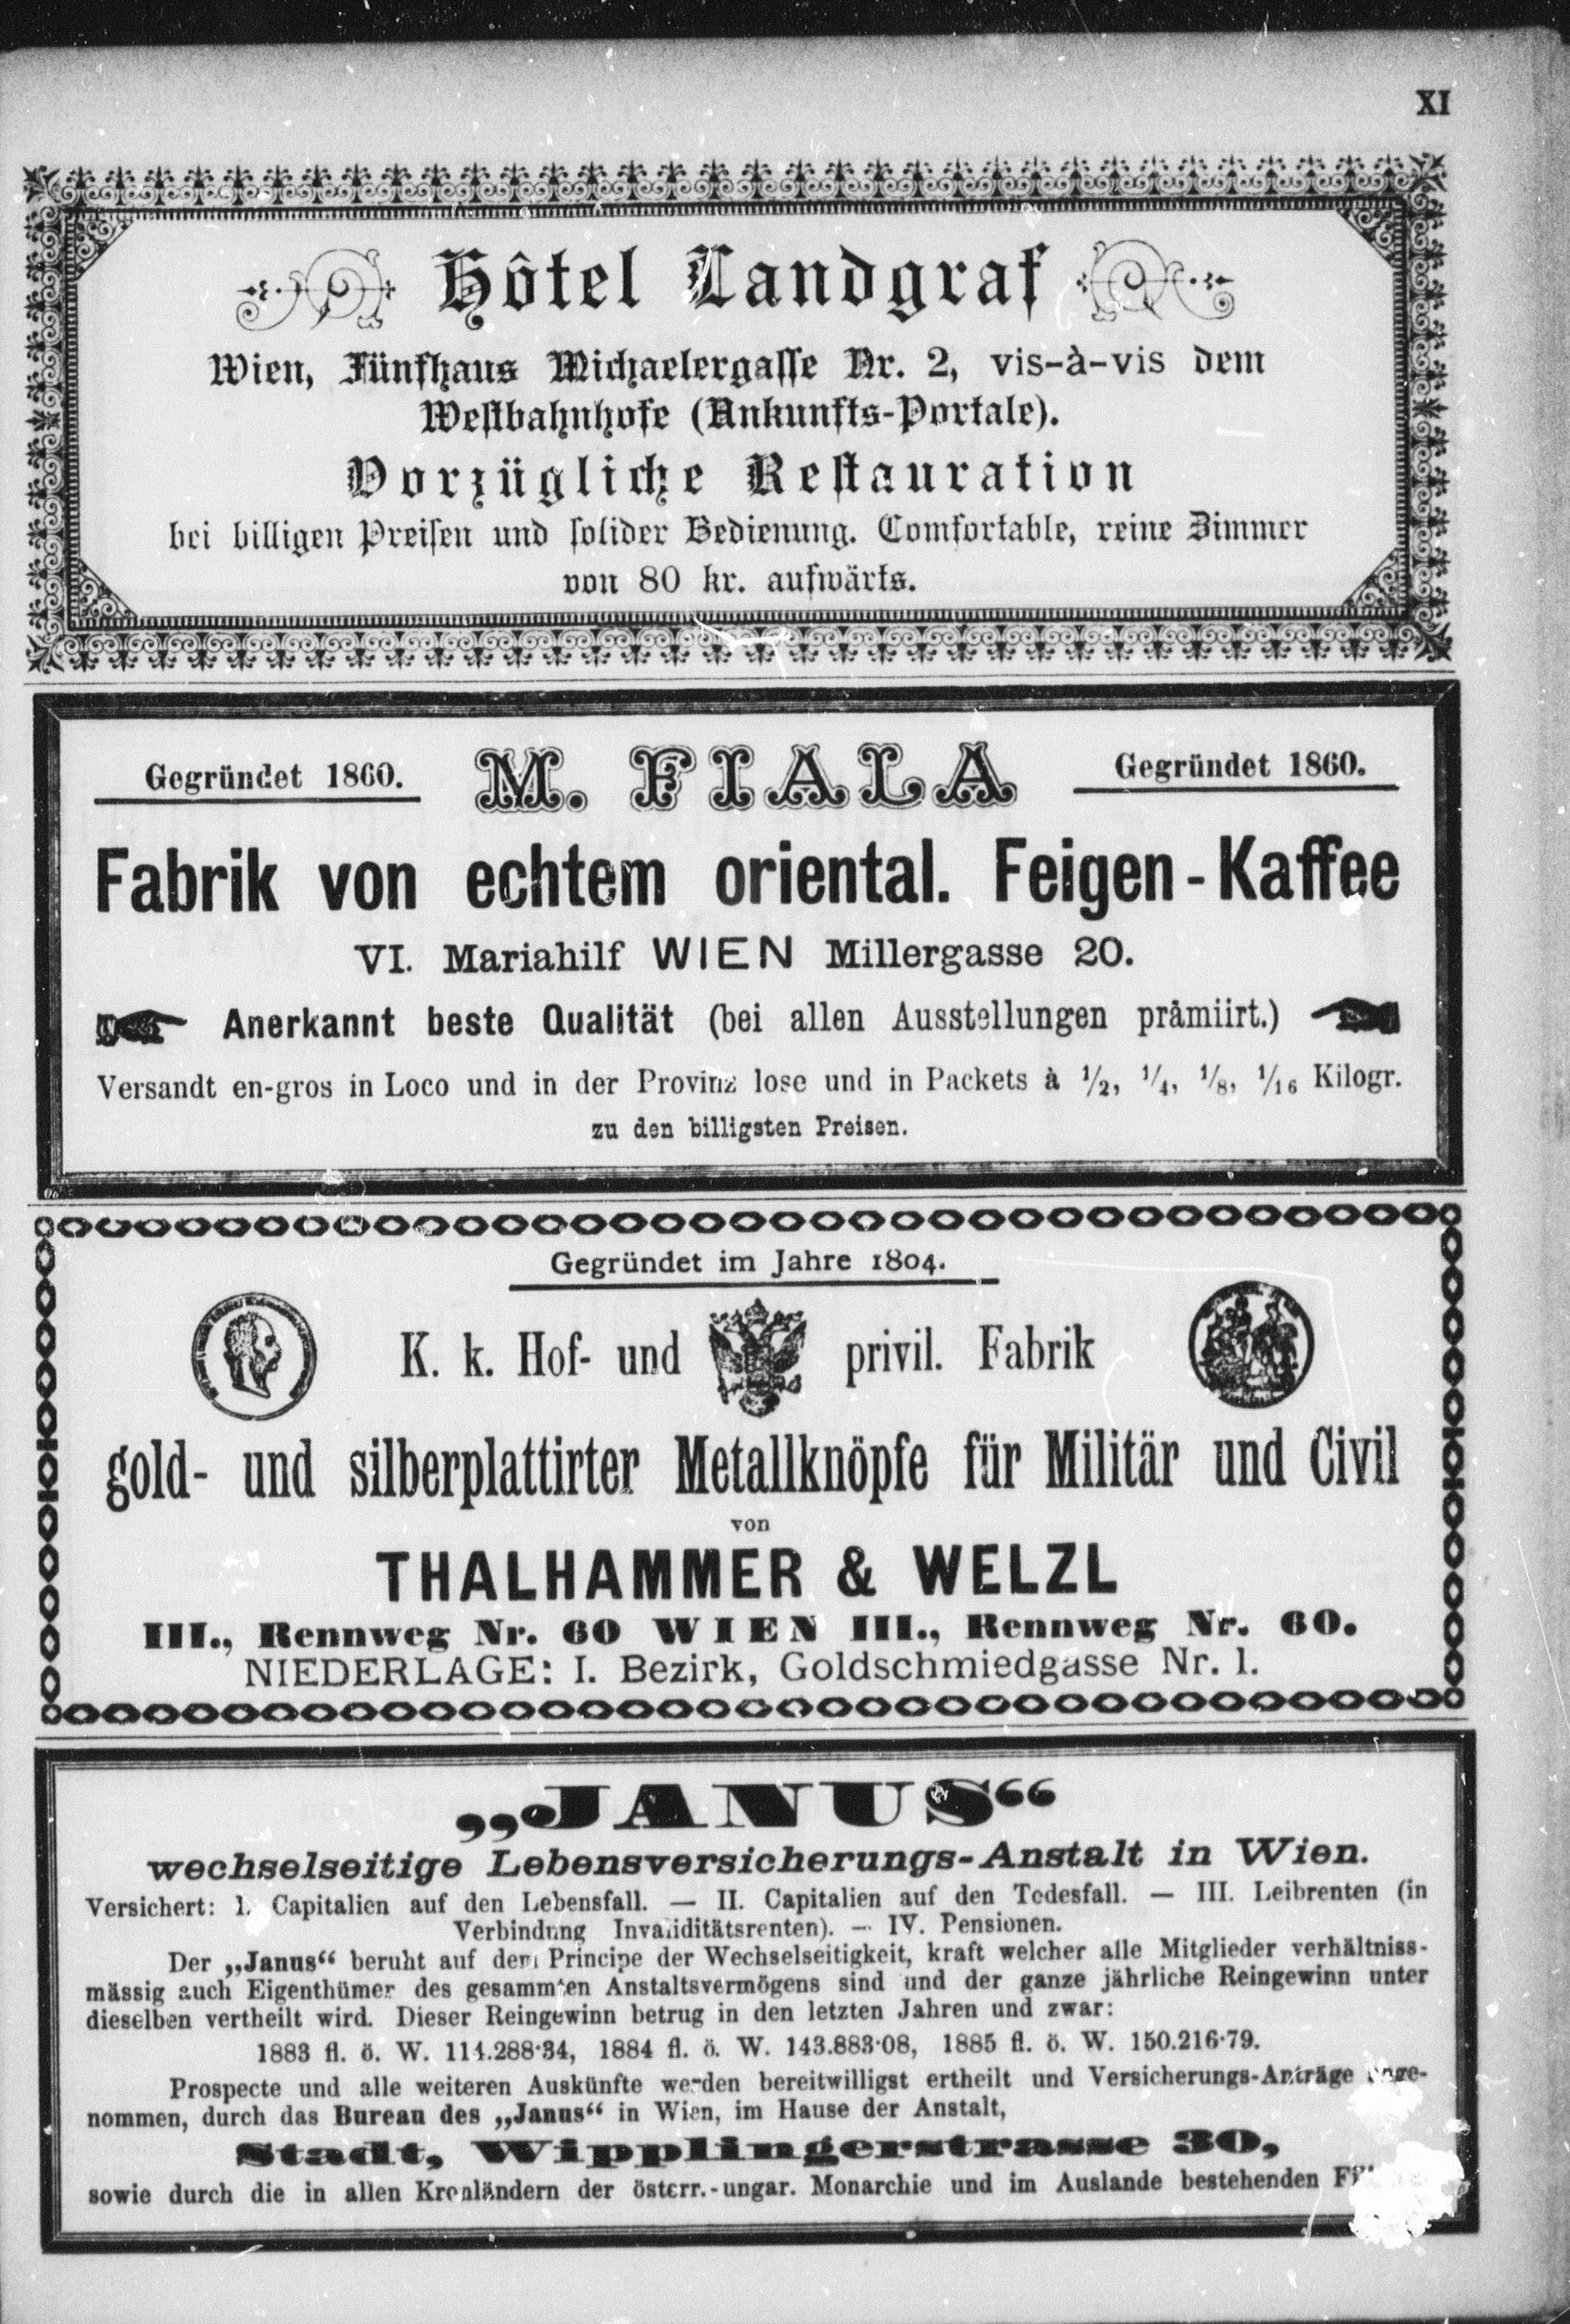 XI
Hôtel Landgraf
Wien, Fünfhaus Michaelergasse Nr. 2, vis-à-vis dem
Westbahnhofe (Ankunfts-Portale).
Vorzügliche Restauration
bei billigen Preisen und solider Bedienung. Comfortable, reine Zimmer
von 80 kr. aufwärts.
Gegründet 1860. M. FIALA Gegründet 1860.
Fabrik von echtem oriental. Feigen-Kaffee
VI. Mariahilf WIEN Millergasse 20.
Anerkannt beste Qualität (bei allen Ausstellungen prämiirt.)
Versandt en-gros in Loco und in der Provinz lose und in Packets à 1/2, 1/4, 1/8, 1/16 Kilogr.
zu den billigsten Preisen.
Gegründet im Jahre 1804.
K. k. Hof- und privil. Fabrik
gold- und silberplattirter Metallknöpfe für Militär und Civil
von
THALHAMMER & WELZL
III., Rennweg Nr. 60 WIEN III., Rennweg Nr. 60.
NIEDERLAGE: I. Bezirk, Goldschmiedgasse Nr. 1.
„JANUS“
wechselseitige Lebensversicherungs-Anstalt in Wien.
Versichert: I. Capitalien auf den Lebensfall. — II. Capitalien auf den Todesfall. — III. Leibrenten (in
Verbindung Invaliditätsrenten). — IV. Pensionen.
Der „Janus“ beruht auf dem Principe der Wechselseitigkeit, kraft welcher alle Mitglieder verhältniss-
mässig auch Eigenthümer des gesammten Anstaltsvermögens sind und der ganze jährliche Reingewinn unter
dieselben vertheilt wird. Dieser Reingewinn betrug in den letzten Jahren und zwar:
1883 fl. ö. W. 114.288·34, 1884 fl. ö. W. 143.883·08, 1885 fl. ö. W. 150.216·79.
Prospecte und alle weiteren Auskünfte werden bereitwilligst ertheilt und Versicherungs-Anträge ange-
nommen, durch das Bureau des „Janus“ in Wien, im Hause der Anstalt,
Stadt, Wipplingerstrasse 30,
sowie durch die in allen Kronländern der österr.-ungar. Monarchie und im Auslande bestehenden